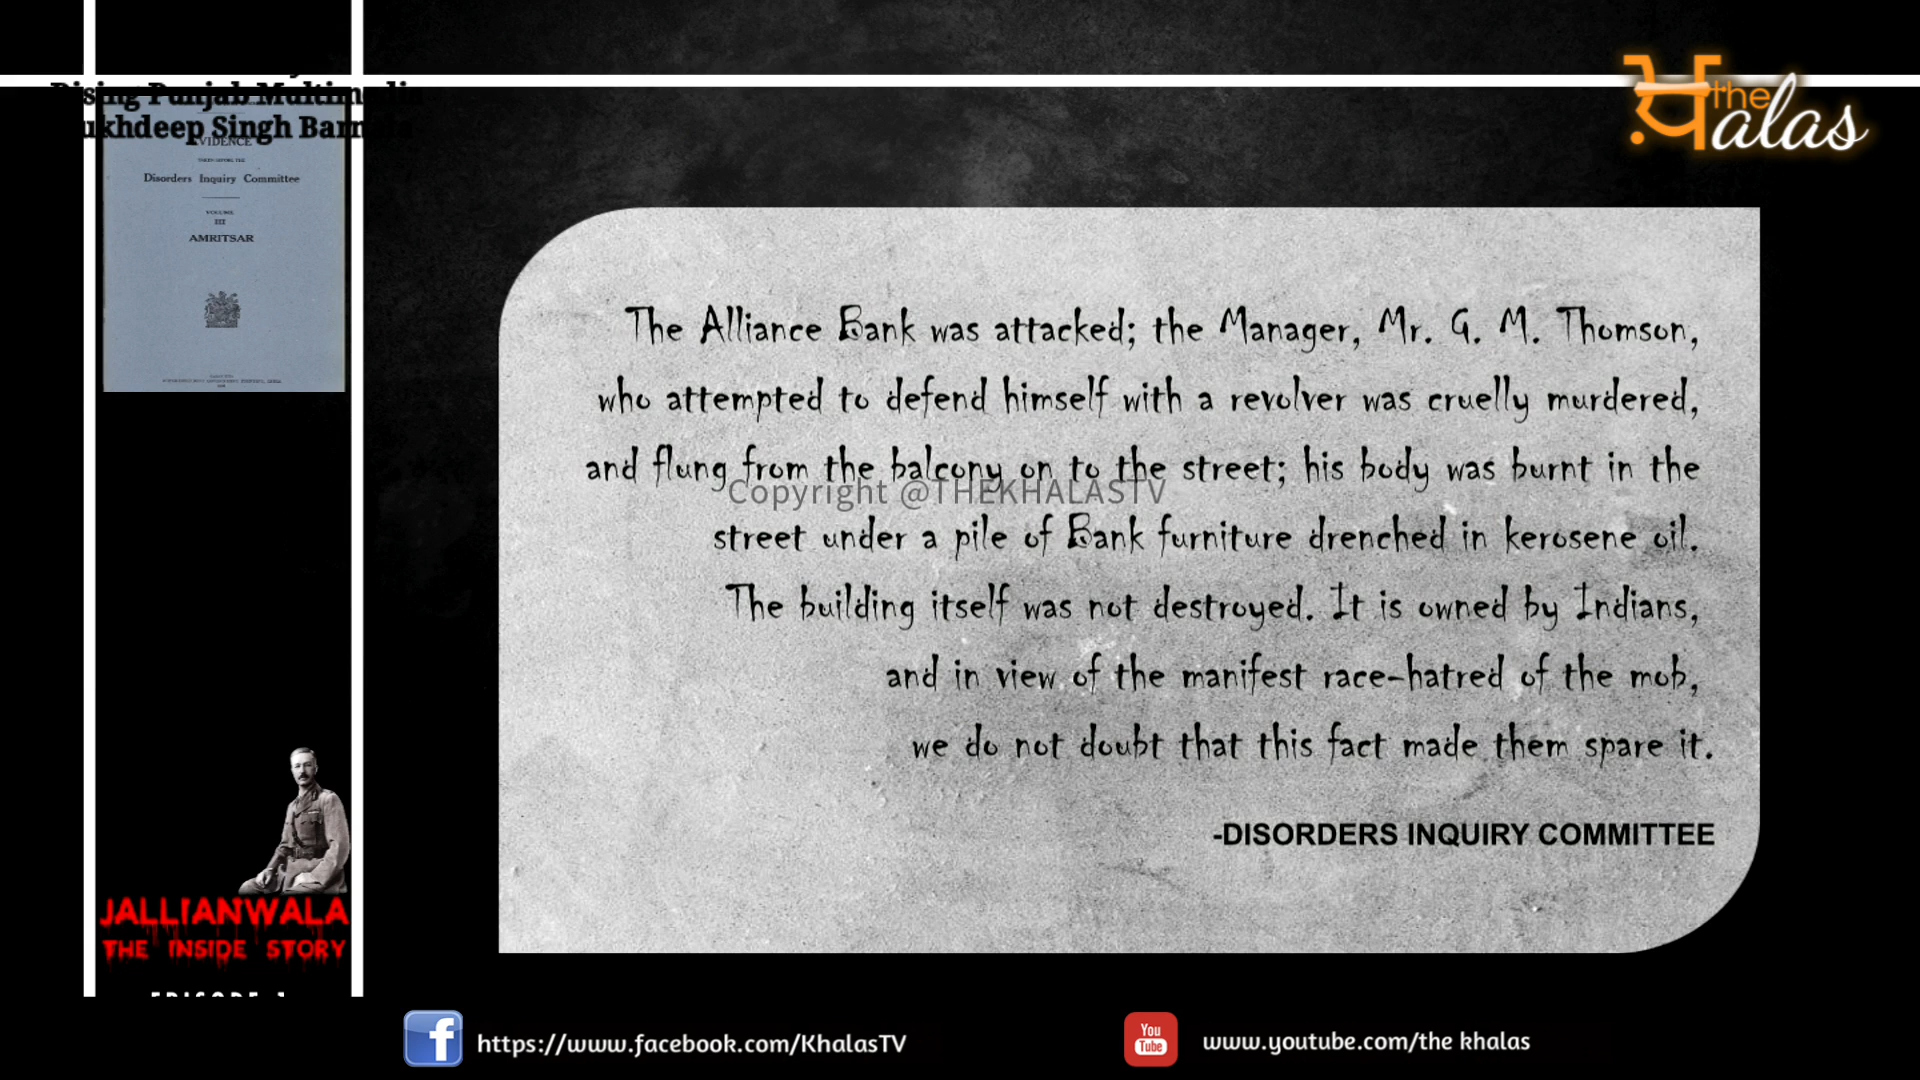 Rising Punjab Multimedia
Sukhdeep Singh Barnala
EVIDENCE
TAKEN BEFORE THE
Disorders Inquiry Committee
VOLUME
III
AMRITSAR
the
ਖ਼alas
The Alliance Bank was attacked; the Manager, Mr. G. M. Thomson,
who attempted to defend himself with a revolver was cruelly murdered,
and flung from the balcony on to the street; his body was burnt in the
Copyright @THEKHALASTV
street under a pile of Bank furniture drenched in kerosene oil.
The building itself was not destroyed. It is owned by Indians,
and in view of the manifest race-hatred of the mob,
we do not doubt that this fact made them spare it.
-DISORDERS INQUIRY COMMITTEE
JALLIANWALA
THE INSIDE STORY
EPISODE 1
https://www.facebook.com/KhalasTV
You
Tube
www.youtube.com/the khalas